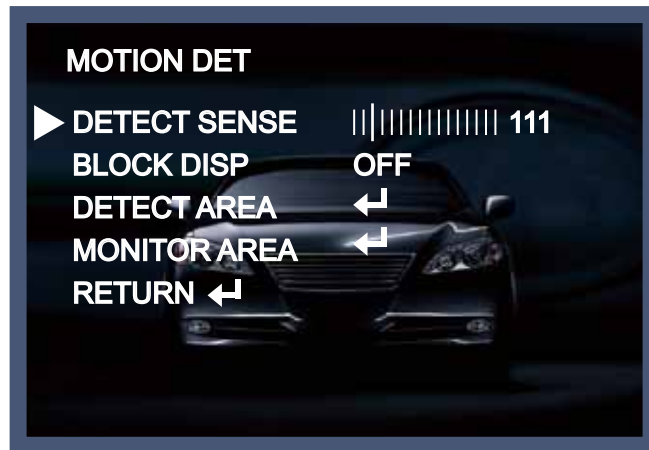 MOTION DET
DETECT SENSE 111
BLOCK DISP OFF
DETECT AREA
MONITOR AREA
RETURN